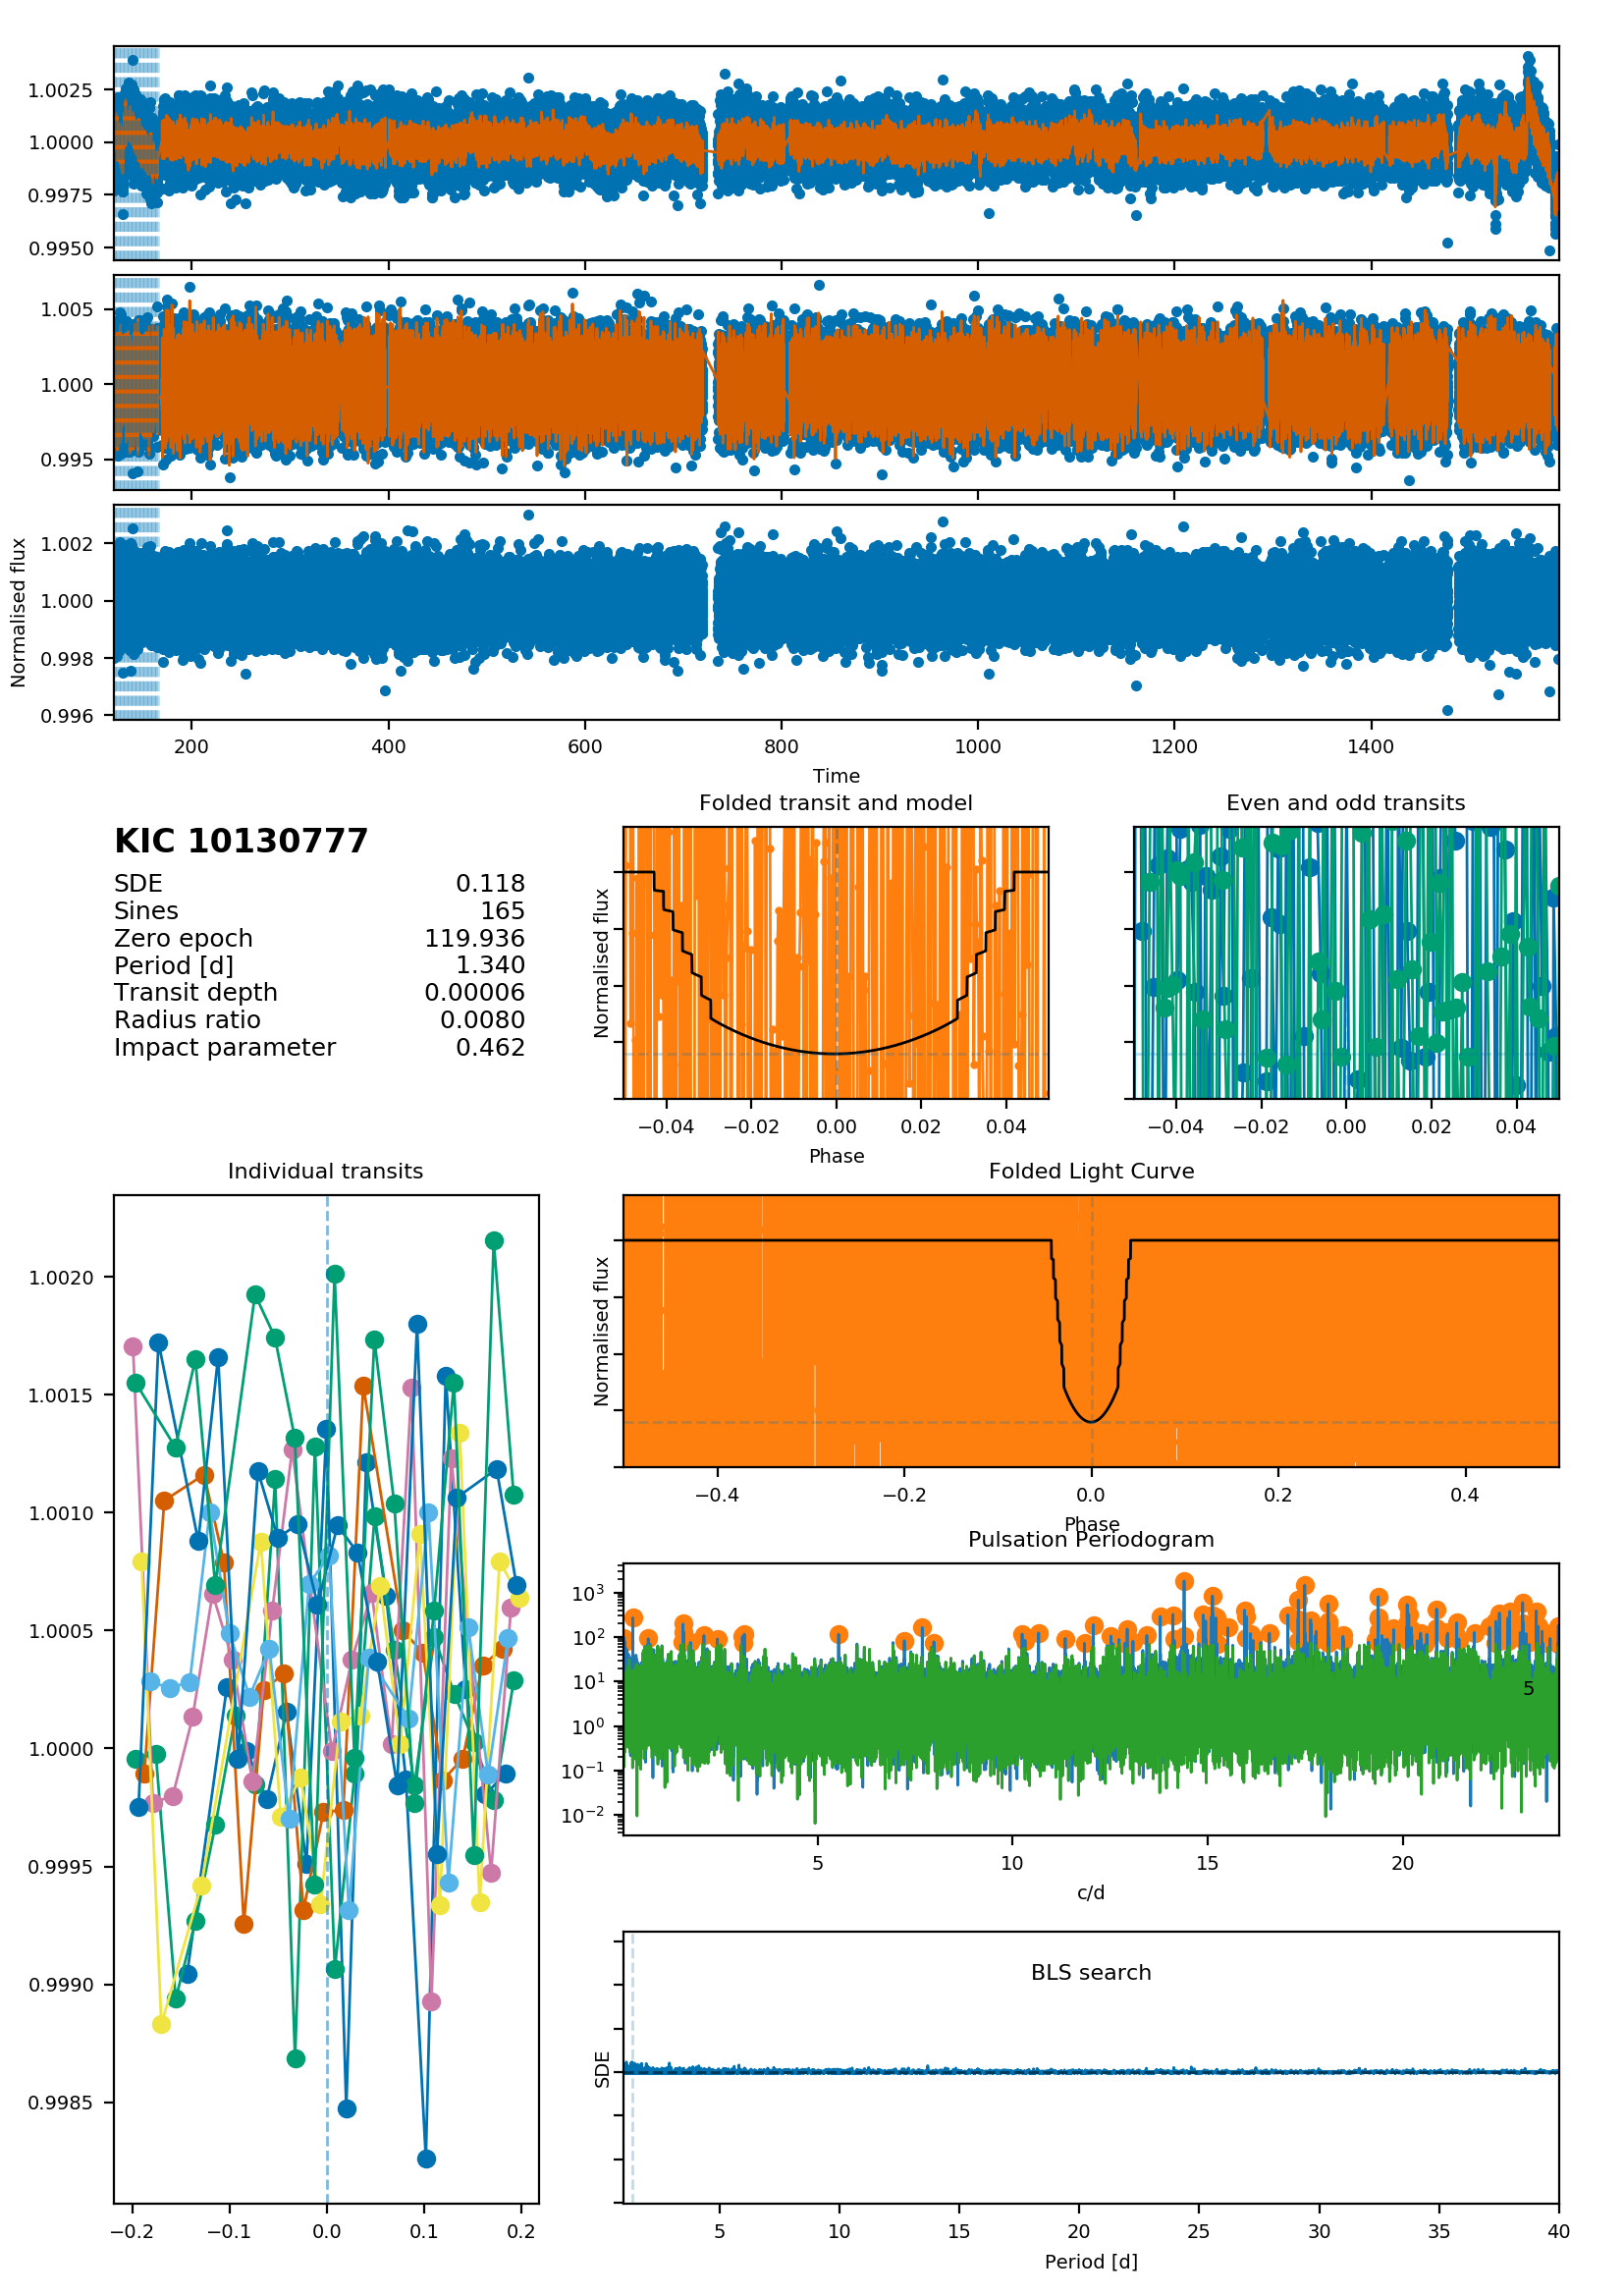 1.0025
1.0000
0.9975
0.9950
1.005
1.000
0.995
1.002
1.000
0.998
0.996
Normalised flux
200 400 600 800 1000 1200 1400
Time
KIC 10130777
SDE 0.118
Sines 165
Zero epoch 119.936
Period [d] 1.340
Transit depth 0.00006
Radius ratio 0.0080
Impact parameter 0.462
Folded transit and model
Normalised flux
−0.04 −0.02 0.00 0.02 0.04
Phase
Even and odd transits
−0.04 −0.02 0.00 0.02 0.04
Individual transits
1.0020
1.0015
1.0010
1.0005
1.0000
0.9995
0.9990
0.9985
−0.2 −0.1 0.0 0.1 0.2
Folded Light Curve
Normalised flux
−0.4 −0.2 0.0 0.2 0.4
Phase
Pulsation Periodogram
10³
10²
10¹
10⁰
10⁻¹
10⁻²
5
5 10 15 20
c/d
BLS search
SDE
5 10 15 20 25 30 35 40
Period [d]